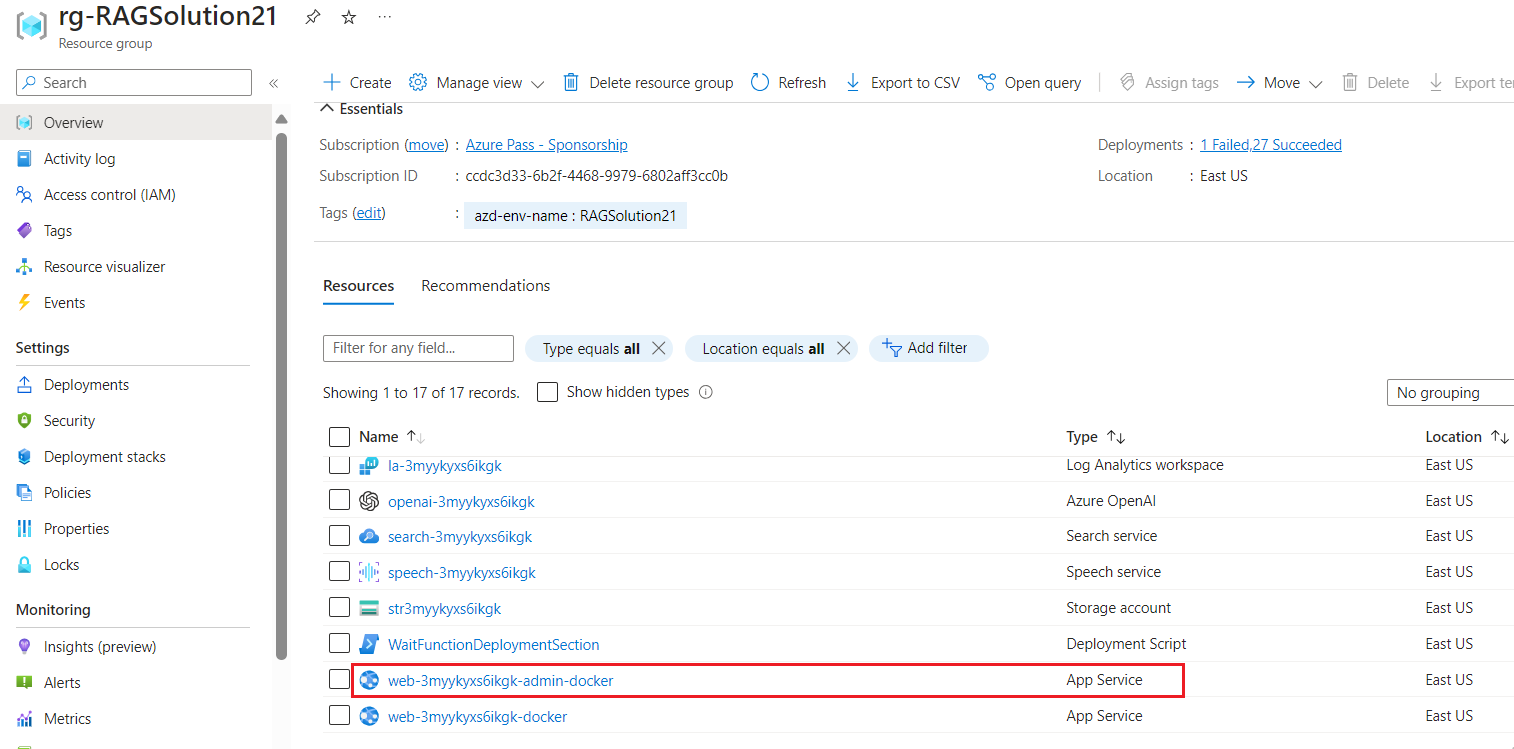 rg-RAGSolution21
Resource group
Search
Create Manage view Delete resource group Refresh Export to CSV Open query Assign tags Move Delete Export te
Overview
Activity log
Access control (IAM)
Tags
Resource visualizer
Events
Settings
Deployments
Security
Deployment stacks
Policies
Properties
Locks
Monitoring
Insights (preview)
Alerts
Metrics
Essentials
Subscription (move) : Azure Pass - Sponsorship
Subscription ID : ccdc3d33-6b2f-4468-9979-6802aff3cc0b
Tags (edit) : azd-env-name : RAGSolution21
Deployments : 1 Failed,27 Succeeded
Location : East US
Resources Recommendations
Filter for any field... Type equals all Location equals all Add filter
Showing 1 to 17 of 17 records. Show hidden types No grouping
Name Type Location
la-3myykyxs6ikgk Log Analytics workspace East US
openai-3myykyxs6ikgk Azure OpenAI East US
search-3myykyxs6ikgk Search service East US
speech-3myykyxs6ikgk Speech service East US
str3myykyxs6ikgk Storage account East US
WaitFunctionDeploymentSection Deployment Script East US
web-3myykyxs6ikgk-admin-docker App Service East US
web-3myykyxs6ikgk-docker App Service East US